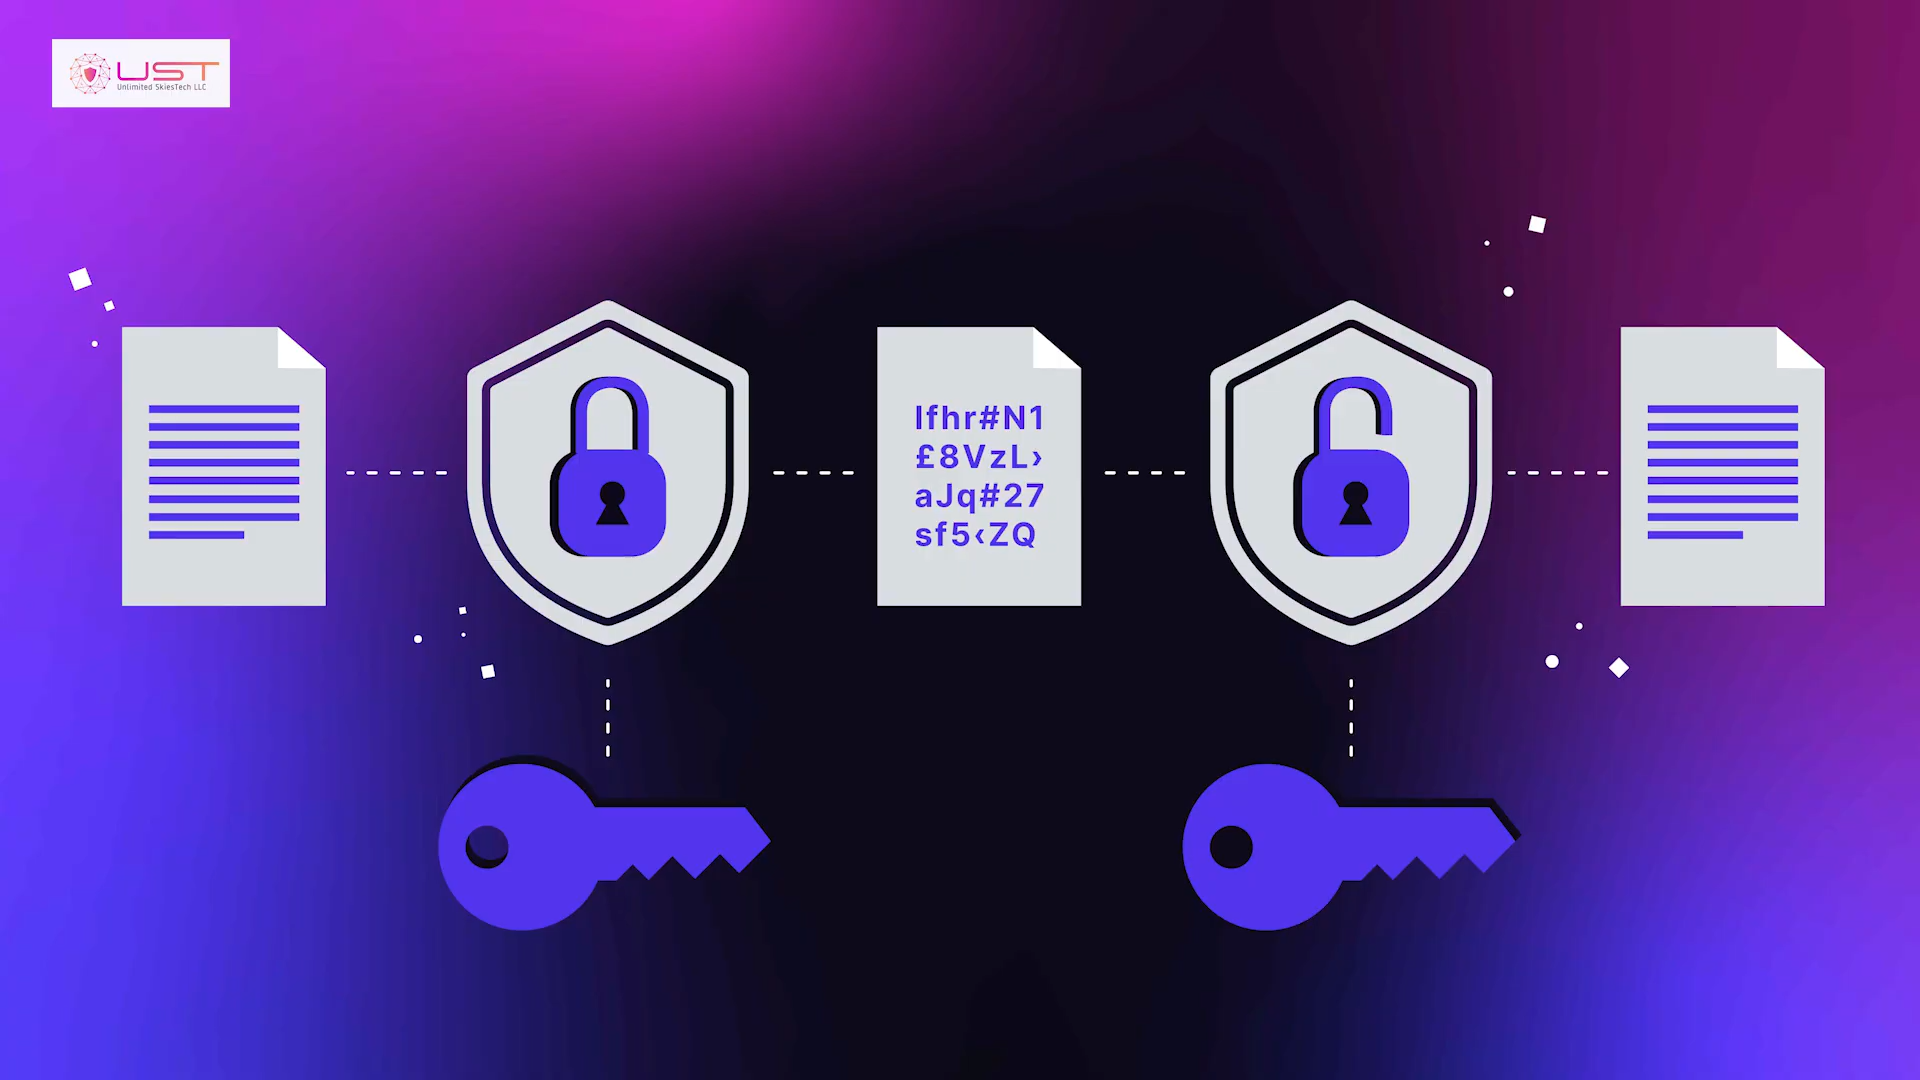 UST
Unlimited SkiesTech LLC
lfhr#N1
£8VzL›
aJq#27
sf5‹ZQ